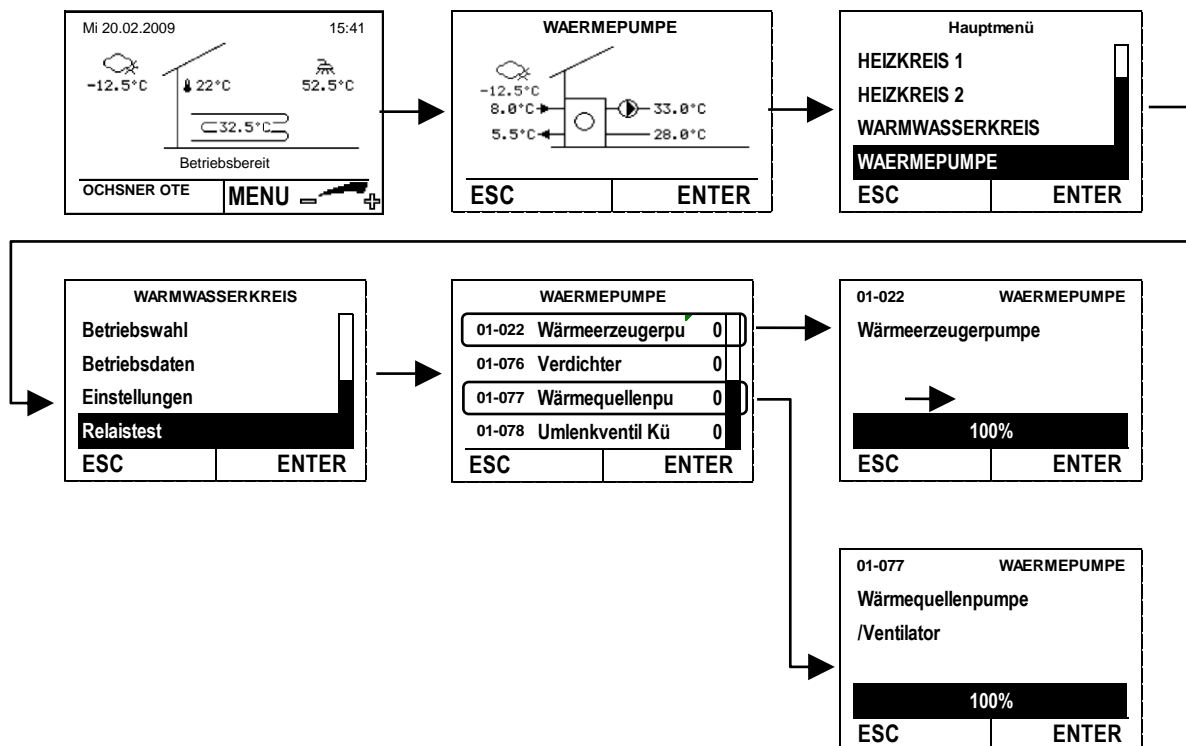 Mi 20.02.2009 15:41
-12.5°C 22°C 52.5°C
32.5°C
Betriebsbereit
OCHSNER OTE MENU
WAERMEPUMPE
-12.5°C
8.0°C 33.0°C
5.5°C 28.0°C
ESC ENTER
Hauptmenü
HEIZKREIS 1
HEIZKREIS 2
WARMWASSERKREIS
WAERMEPUMPE
ESC ENTER
WARMWASSERKREIS
Betriebswahl
Betriebsdaten
Einstellungen
Relaistest
ESC ENTER
WAERMEPUMPE
01-022 Wärmeerzeugerpu 0
01-076 Verdichter 0
01-077 Wärmequellenpu 0
01-078 Umlenkventil Kü 0
ESC ENTER
01-022 WAERMEPUMPE
Wärmeerzeugerpumpe
100%
ESC ENTER
01-077 WAERMEPUMPE
Wärmequellenpumpe
/Ventilator
100%
ESC ENTER